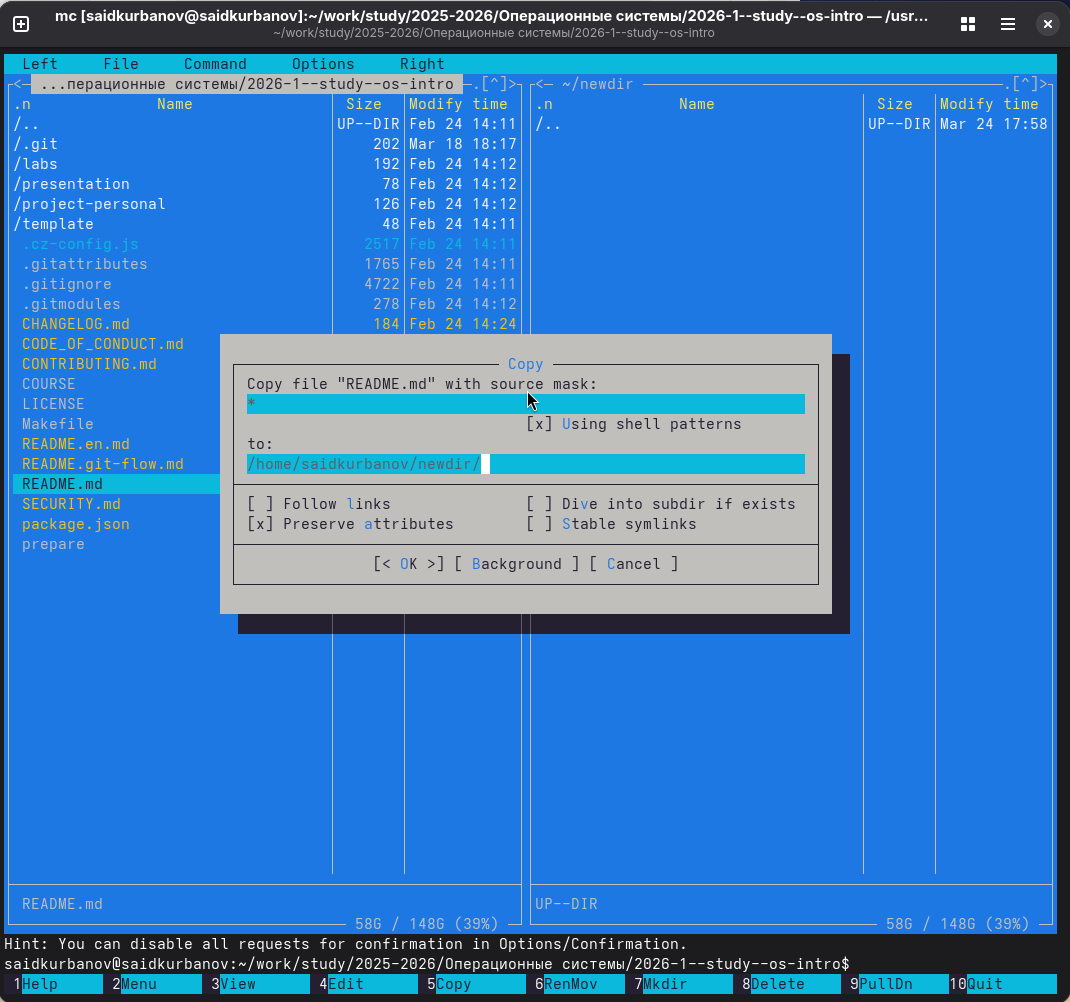 mc [saidkurbanov@saidkurbanov]:~/work/study/2025-2026/Операционные системы/2026-1--study--os-intro — /usr...
~/work/study/2025-2026/Операционные системы/2026-1--study--os-intro
Left File Command Options Right
<─ ...перационные системы/2026-1--study--os-intro ─.[^]> <─ ~/newdir ─.[^]>
.n Name Size Modify time .n Name Size Modify time
/.. UP--DIR Feb 24 14:11 /.. UP--DIR Mar 24 17:58
/.git 202 Mar 18 18:17
/labs 192 Feb 24 14:12
/presentation 78 Feb 24 14:12
/project-personal 126 Feb 24 14:12
/template 48 Feb 24 14:11
.cz-config.js 2517 Feb 24 14:11
.gitattributes 1765 Feb 24 14:11
.gitignore 4722 Feb 24 14:11
.gitmodules 278 Feb 24 14:12
CHANGELOG.md 184 Feb 24 14:24
CODE_OF_CONDUCT.md
CONTRIBUTING.md
COURSE
LICENSE
Makefile
README.en.md
README.git-flow.md
README.md
SECURITY.md
package.json
prepare
Copy
Copy file "README.md" with source mask:
*
[x] Using shell patterns
to:
/home/saidkurbanov/newdir/
[ ] Follow links [ ] Dive into subdir if exists
[x] Preserve attributes [ ] Stable symlinks
[< OK >] [ Background ] [ Cancel ]
README.md UP--DIR
58G / 148G (39%) 58G / 148G (39%)
Hint: You can disable all requests for confirmation in Options/Confirmation.
saidkurbanov@saidkurbanov:~/work/study/2025-2026/Операционные системы/2026-1--study--os-intro$
1Help 2Menu 3View 4Edit 5Copy 6RenMov 7Mkdir 8Delete 9PullDn 10Quit